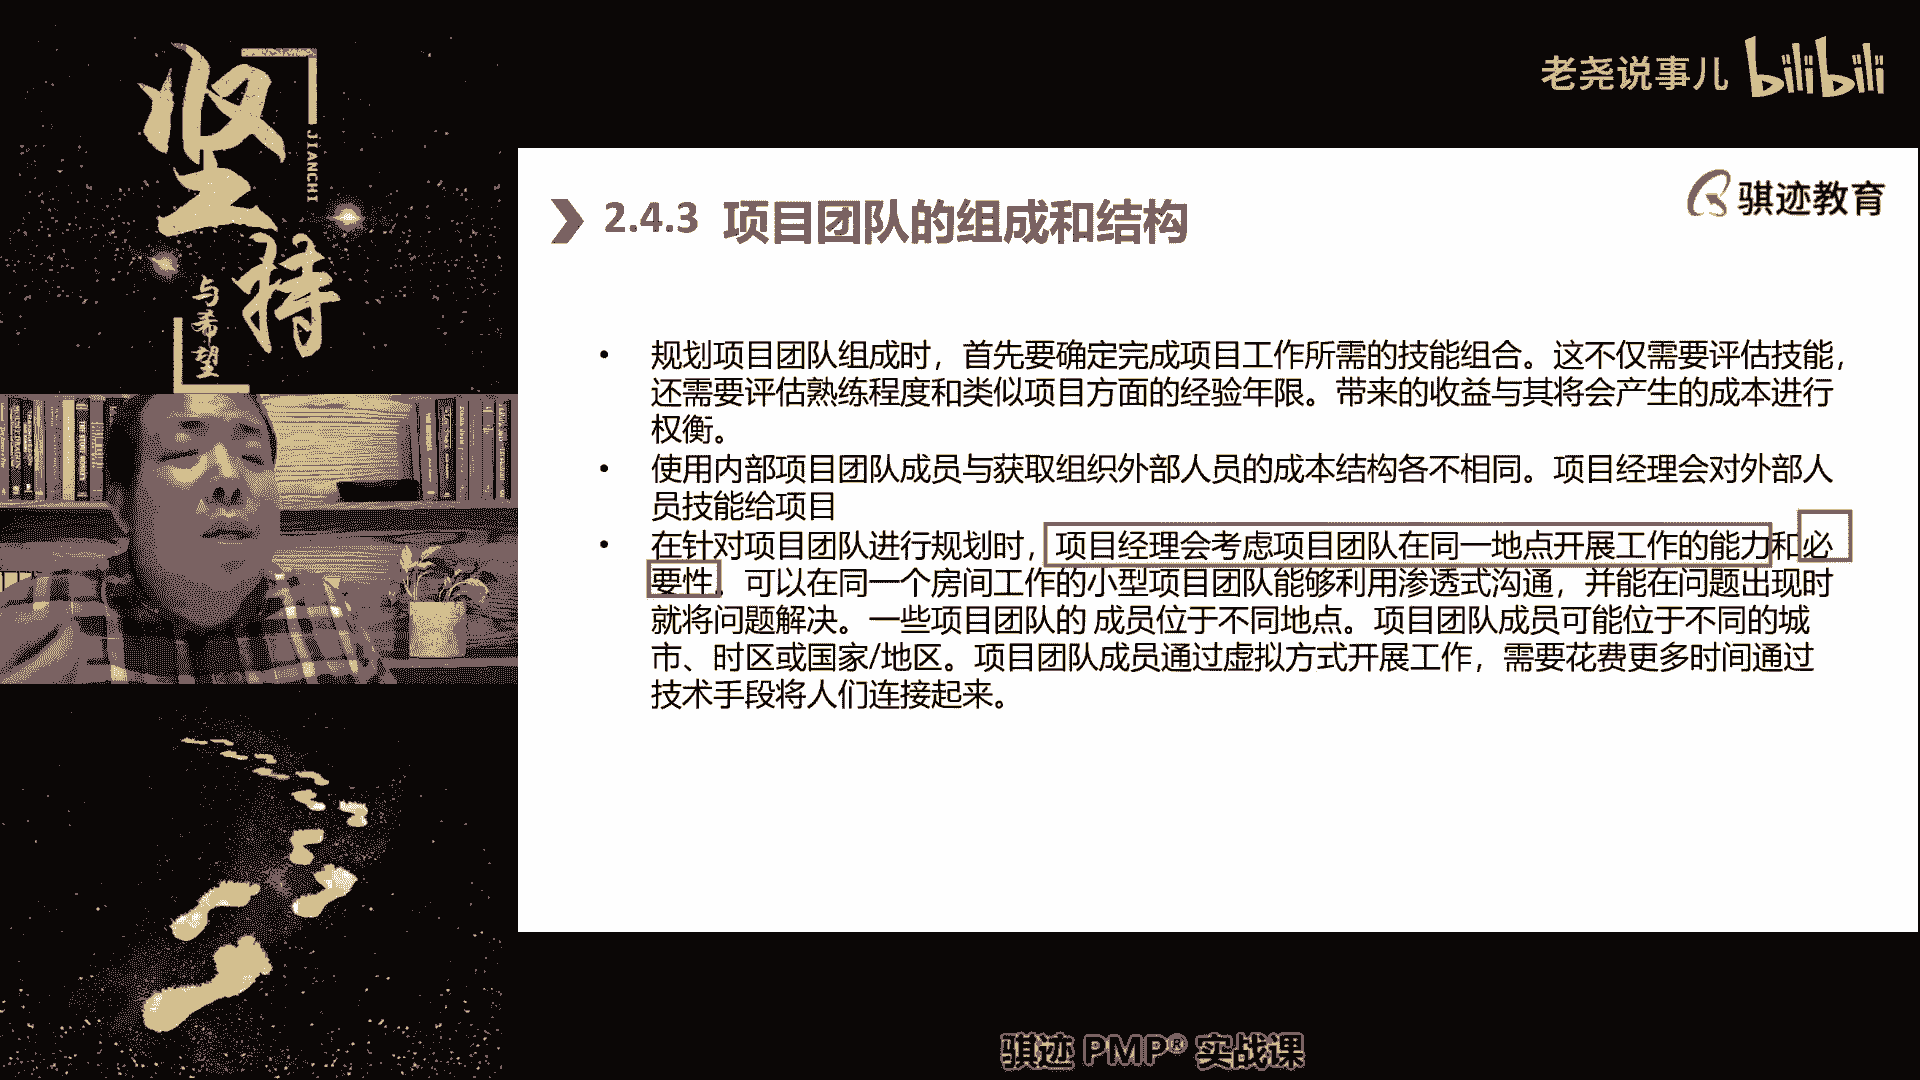 坚持
JIANCHI
与希望
老尧说事儿 bilibili
骐迹教育
2.4.3 项目团队的组成和结构
• 规划项目团队组成时，首先要确定完成项目工作所需的技能组合。这不仅需要评估技能，
还需要评估熟练程度和类似项目方面的经验年限。带来的收益与其将会产生的成本进行
权衡。
• 使用内部项目团队成员与获取组织外部人员的成本结构各不相同。项目经理会对外部人
员技能给项目
• 在针对项目团队进行规划时，项目经理会考虑项目团队在同一地点开展工作的能力和必
要性。可以在同一个房间工作的小型项目团队能够利用渗透式沟通，并能在问题出现时
就将问题解决。一些项目团队的 成员位于不同地点。项目团队成员可能位于不同的城
市、时区或国家/地区。项目团队成员通过虚拟方式开展工作，需要花费更多时间通过
技术手段将人们连接起来。
骐迹 PMP® 实战课